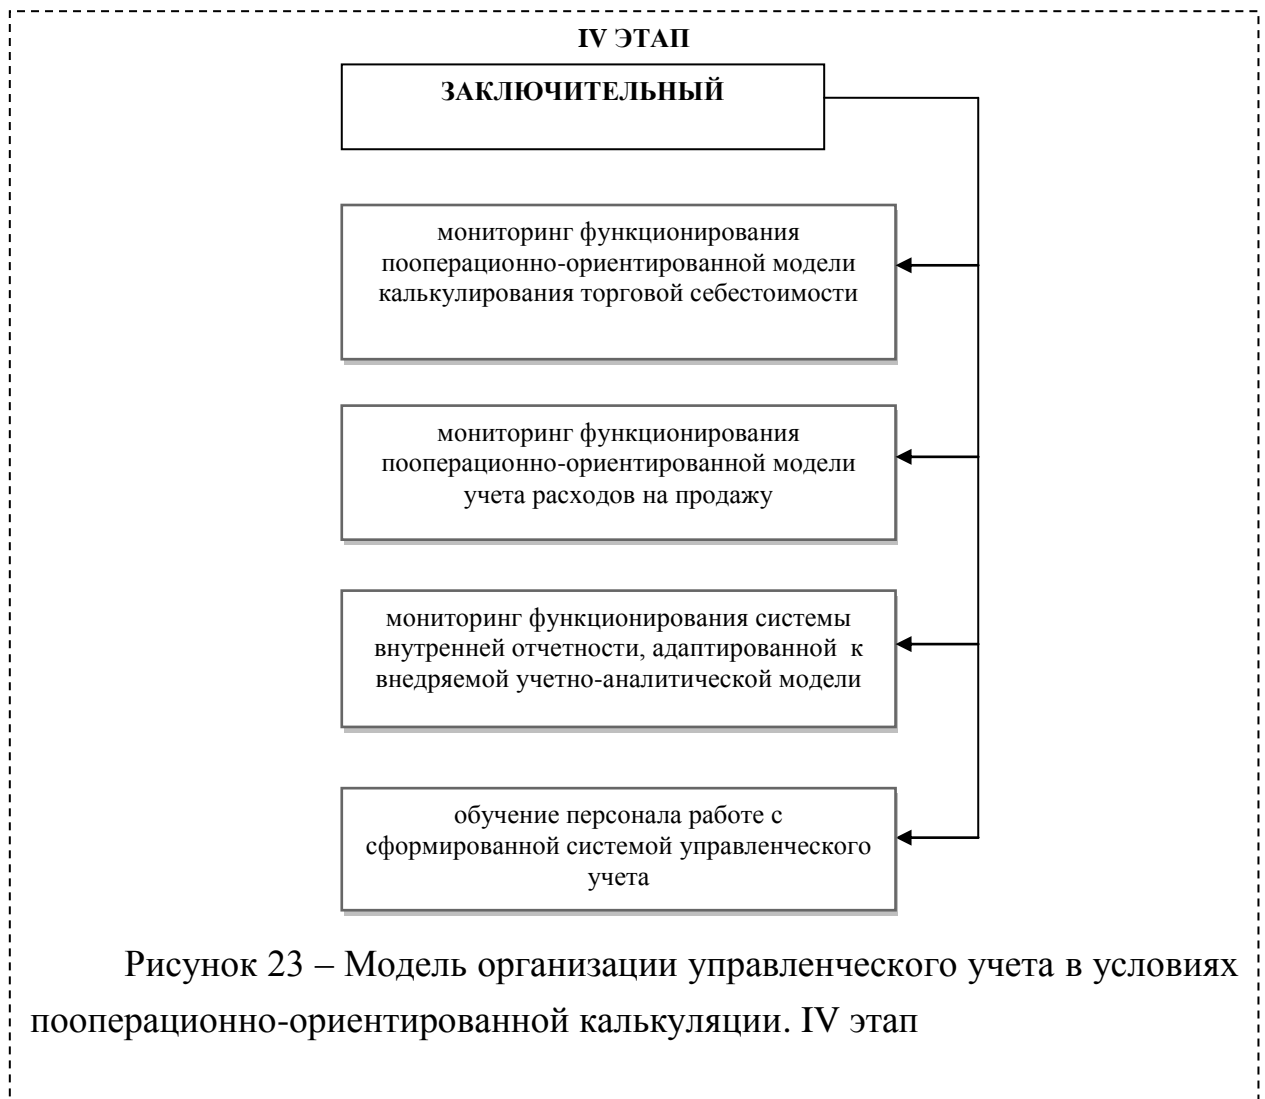 IV ЭТАП
ЗАКЛЮЧИТЕЛЬНЫЙ
мониторинг функционирования
пооперационно-ориентированной модели
калькулирования торговой себестоимости
мониторинг функционирования
пооперационно-ориентированной модели
учета расходов на продажу
мониторинг функционирования системы
внутренней отчетности, адаптированной к
внедряемой учетно-аналитической модели
обучение персонала работе с
сформированной системой управленческого
учета
Рисунок 23 – Модель организации управленческого учета в условиях
пооперационно-ориентированной калькуляции. IV этап